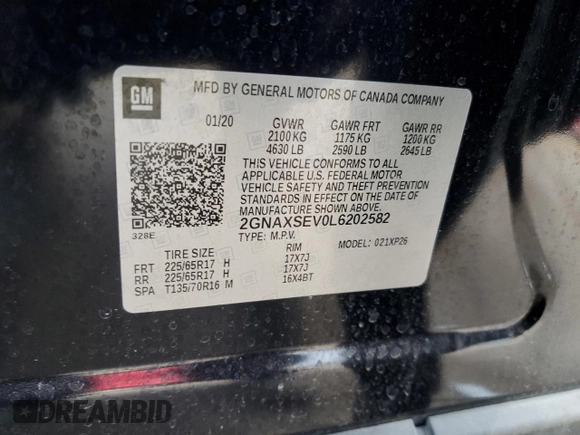 GM
MFD BY GENERAL MOTORS OF CANADA COMPANY
01/20 GVWR GAWR FRT GAWR RR
2100 KG 1175 KG 1200 KG
4630 LB 2590 LB 2645 LB
THIS VEHICLE CONFORMS TO ALL
APPLICABLE U.S. FEDERAL MOTOR
VEHICLE SAFETY AND THEFT PREVENTION
STANDARDS IN EFFECT ON THE DATE OF
MANUFACTURE SHOWN ABOVE.
2GNAXSEV0L6202582
328E TYPE: M.P.V. MODEL: 021XP26
TIRE SIZE RIM
FRT 225/65R17 H 17X7J
RR 225/65R17 H 17X7J
SPA T135/70R16 M 16X4BT
DREAMBID